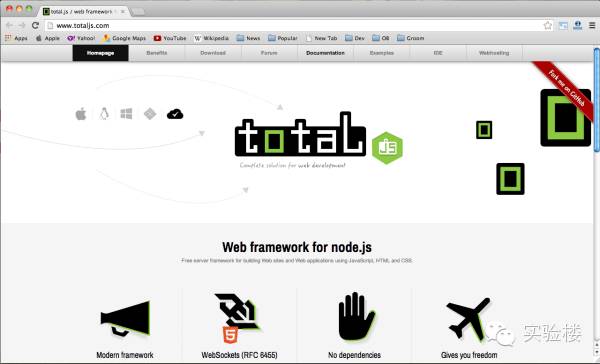 total.js / web framework f
www.totaljs.com
Apps Apple Yahoo! Google Maps YouTube Wikipedia News Popular New Tab Dev OB Groom
Homepage Benefits Download Forum Documentation Examples IDE Webhosting
Fork me on GitHub
total JS
Complete solution for web development
Web framework for node.js
Free server framework for building Web sites and Web applications using JavaScript, HTML and CSS.
Modern framework WebSockets (RFC 6455) No dependencies Gives you freedom
实验楼